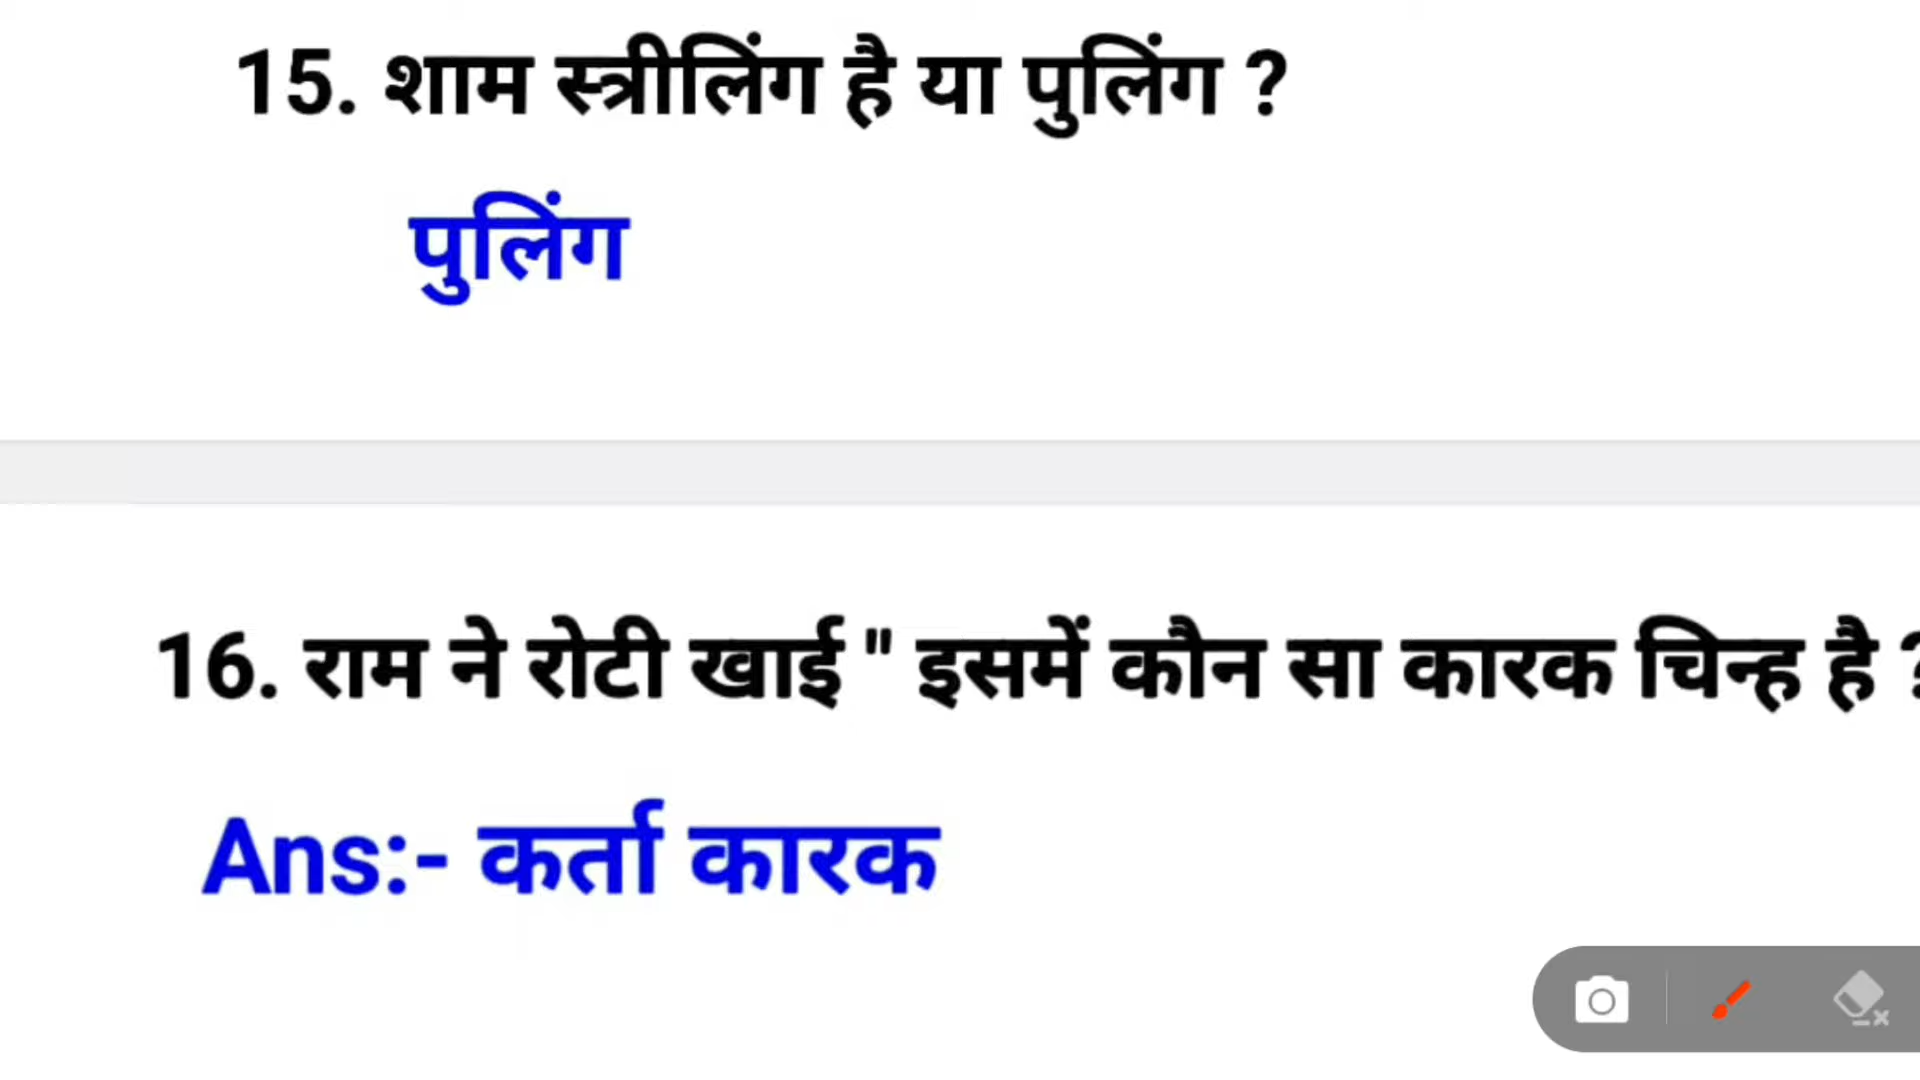 15. शाम स्त्रीलिंग है या पुलिंग ?
पुलिंग
16. राम ने रोटी खाई " इसमें कौन सा कारक चिन्ह है ?
Ans:- कर्ता कारक